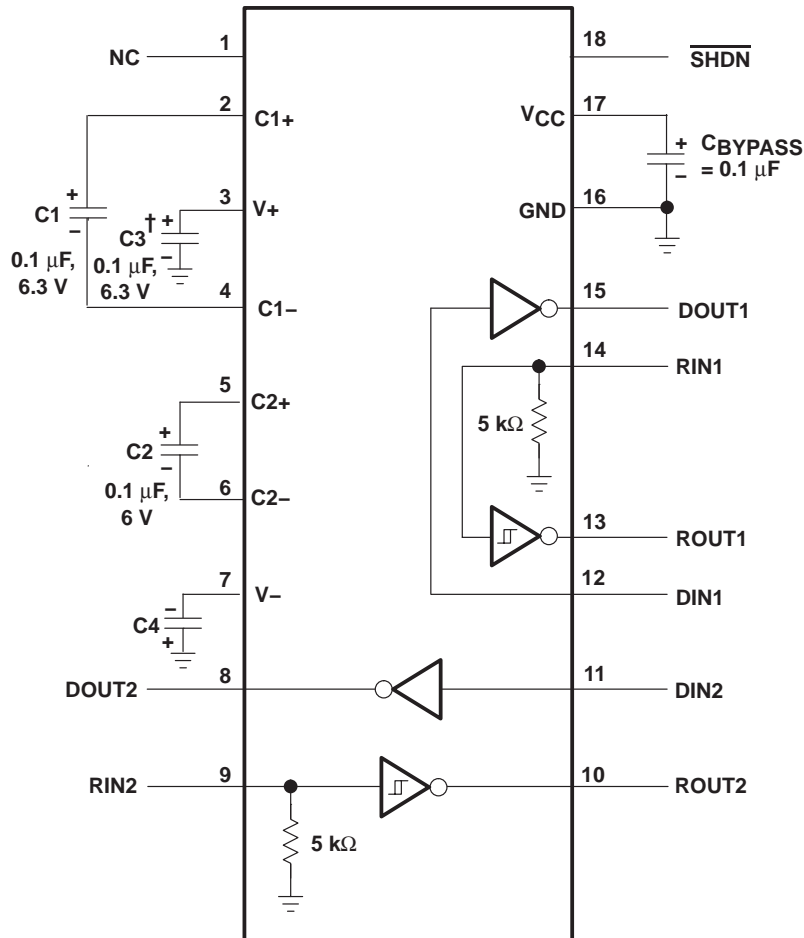 1
NC
18
SHDN
2
C1+
17
VCC
+
CBYPASS
−
= 0.1 μF
+
C1
−
0.1 μF,
6.3 V
3
V+
+
C3†
−
0.1 μF,
6.3 V
16
GND
4
C1−
15
DOUT1
14
RIN1
5
C2+
+
C2
−
0.1 μF,
6 V
5 kΩ
6
C2−
13
ROUT1
7
V−
−
C4
+
12
DIN1
8
DOUT2
11
DIN2
9
RIN2
10
ROUT2
5 kΩ